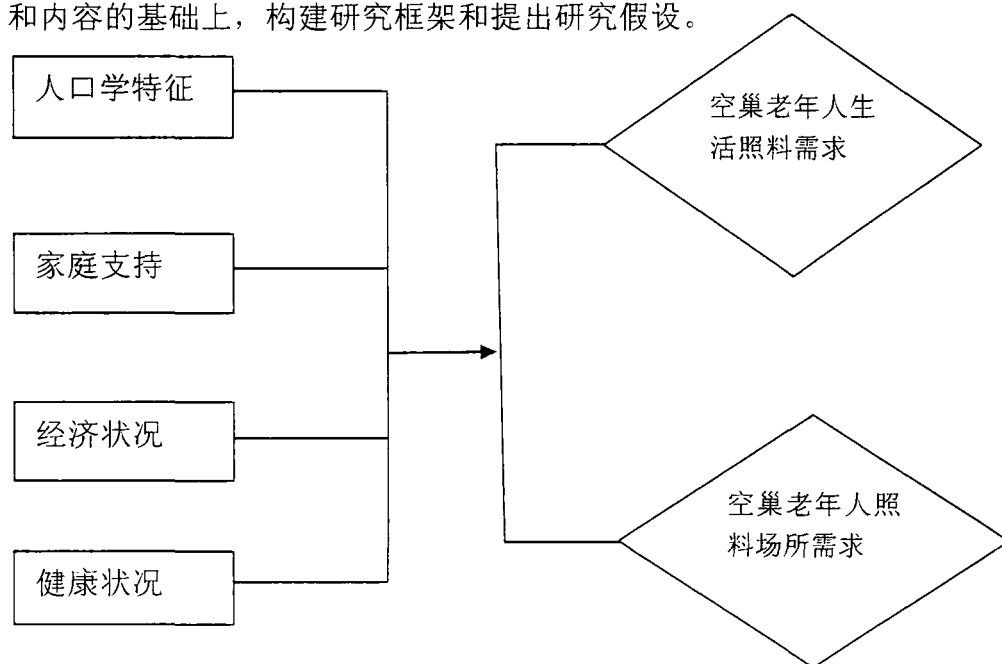 和内容的基础上，构建研究框架和提出研究假设。
人口学特征
家庭支持
经济状况
健康状况
空巢老年人生
活照料需求
空巢老年人照
料场所需求